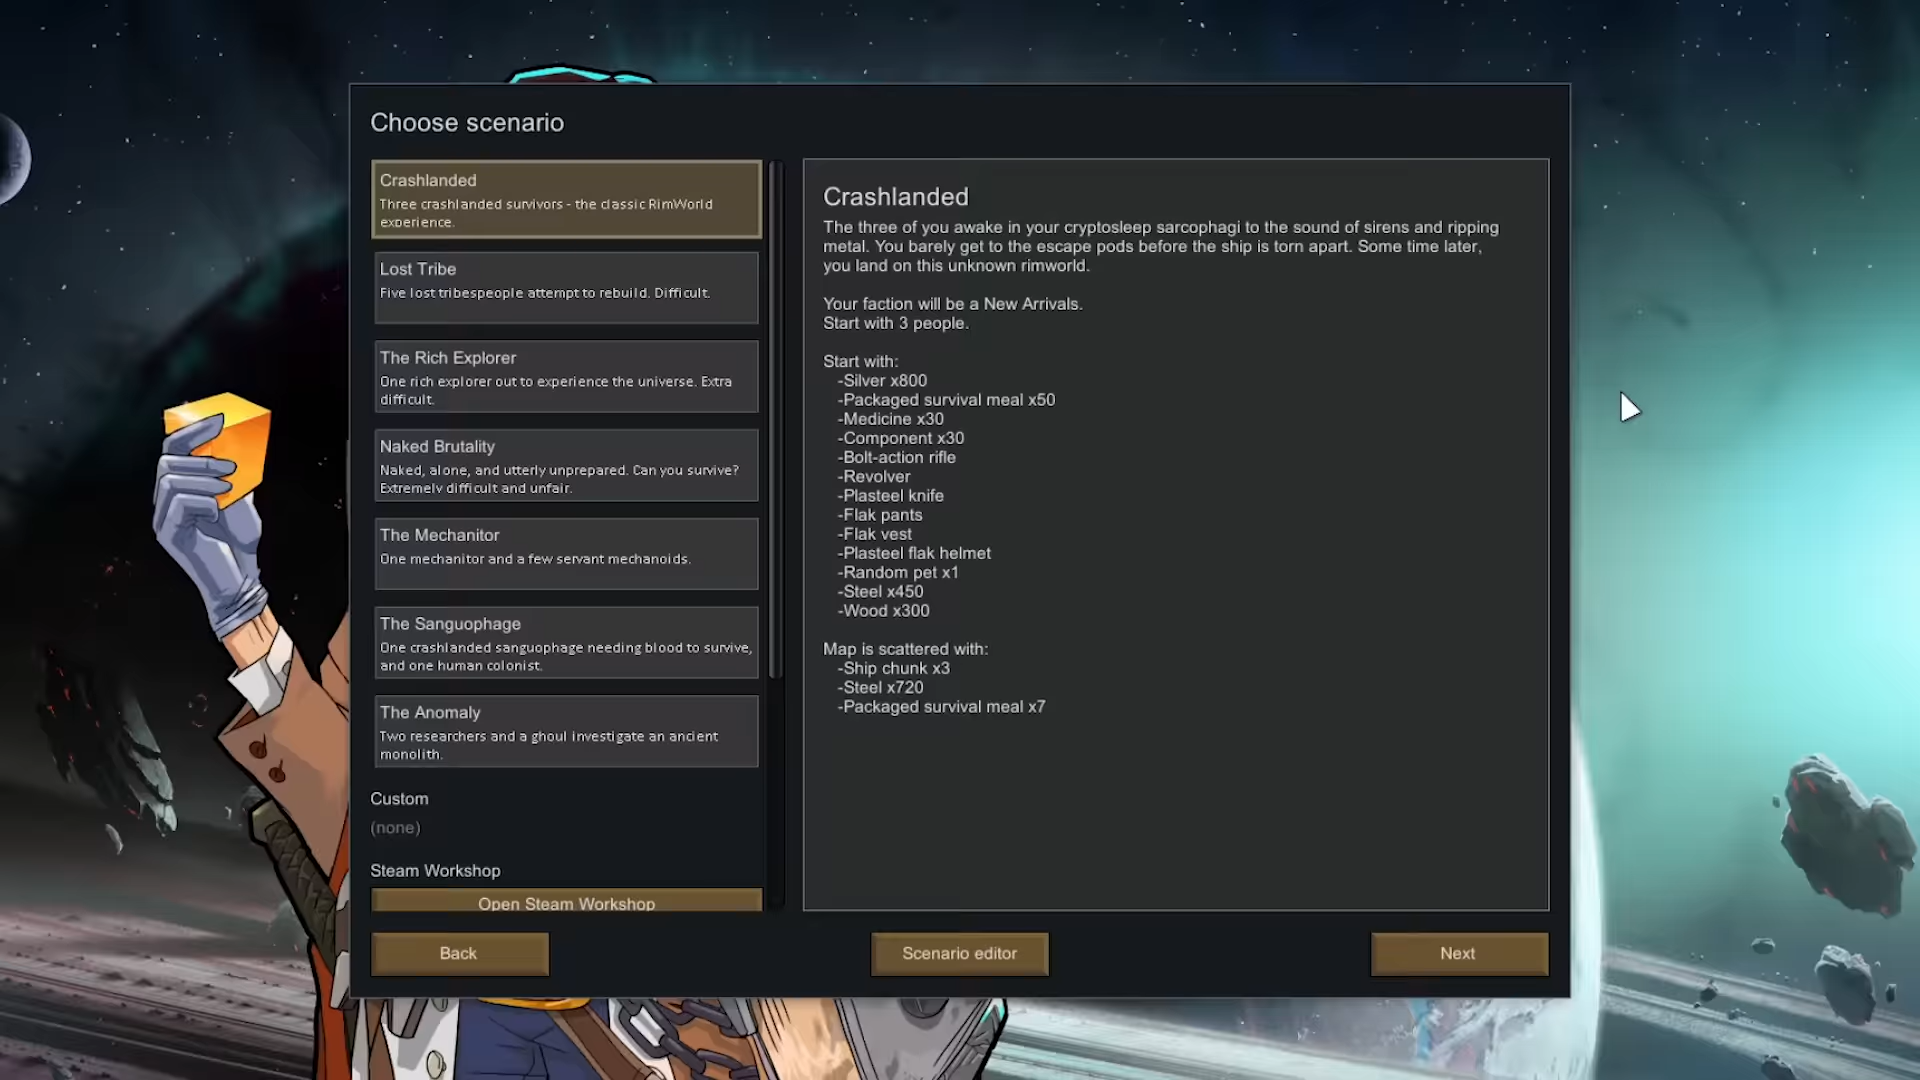 Choose scenario
Crashlanded
Three crashlanded survivors - the classic RimWorld
experience.
Lost Tribe
Five lost tribespeople attempt to rebuild. Difficult.
The Rich Explorer
One rich explorer out to experience the universe. Extra
difficult.
Naked Brutality
Naked, alone, and utterly unprepared. Can you survive?
Extremely difficult and unfair.
The Mechanitor
One mechanitor and a few servant mechanoids.
The Sanguophage
One crashlanded sanguophage needing blood to survive,
and one human colonist.
The Anomaly
Two researchers and a ghoul investigate an ancient
monolith.
Custom
(none)
Steam Workshop
Open Steam Workshop
Crashlanded
The three of you awake in your cryptosleep sarcophagi to the sound of sirens and ripping
metal. You barely get to the escape pods before the ship is torn apart. Some time later,
you land on this unknown rimworld.
Your faction will be a New Arrivals.
Start with 3 people.
Start with:
-Silver x800
-Packaged survival meal x50
-Medicine x30
-Component x30
-Bolt-action rifle
-Revolver
-Plasteel knife
-Flak pants
-Flak vest
-Plasteel flak helmet
-Random pet x1
-Steel x450
-Wood x300
Map is scattered with:
-Ship chunk x3
-Steel x720
-Packaged survival meal x7
Back
Scenario editor
Next